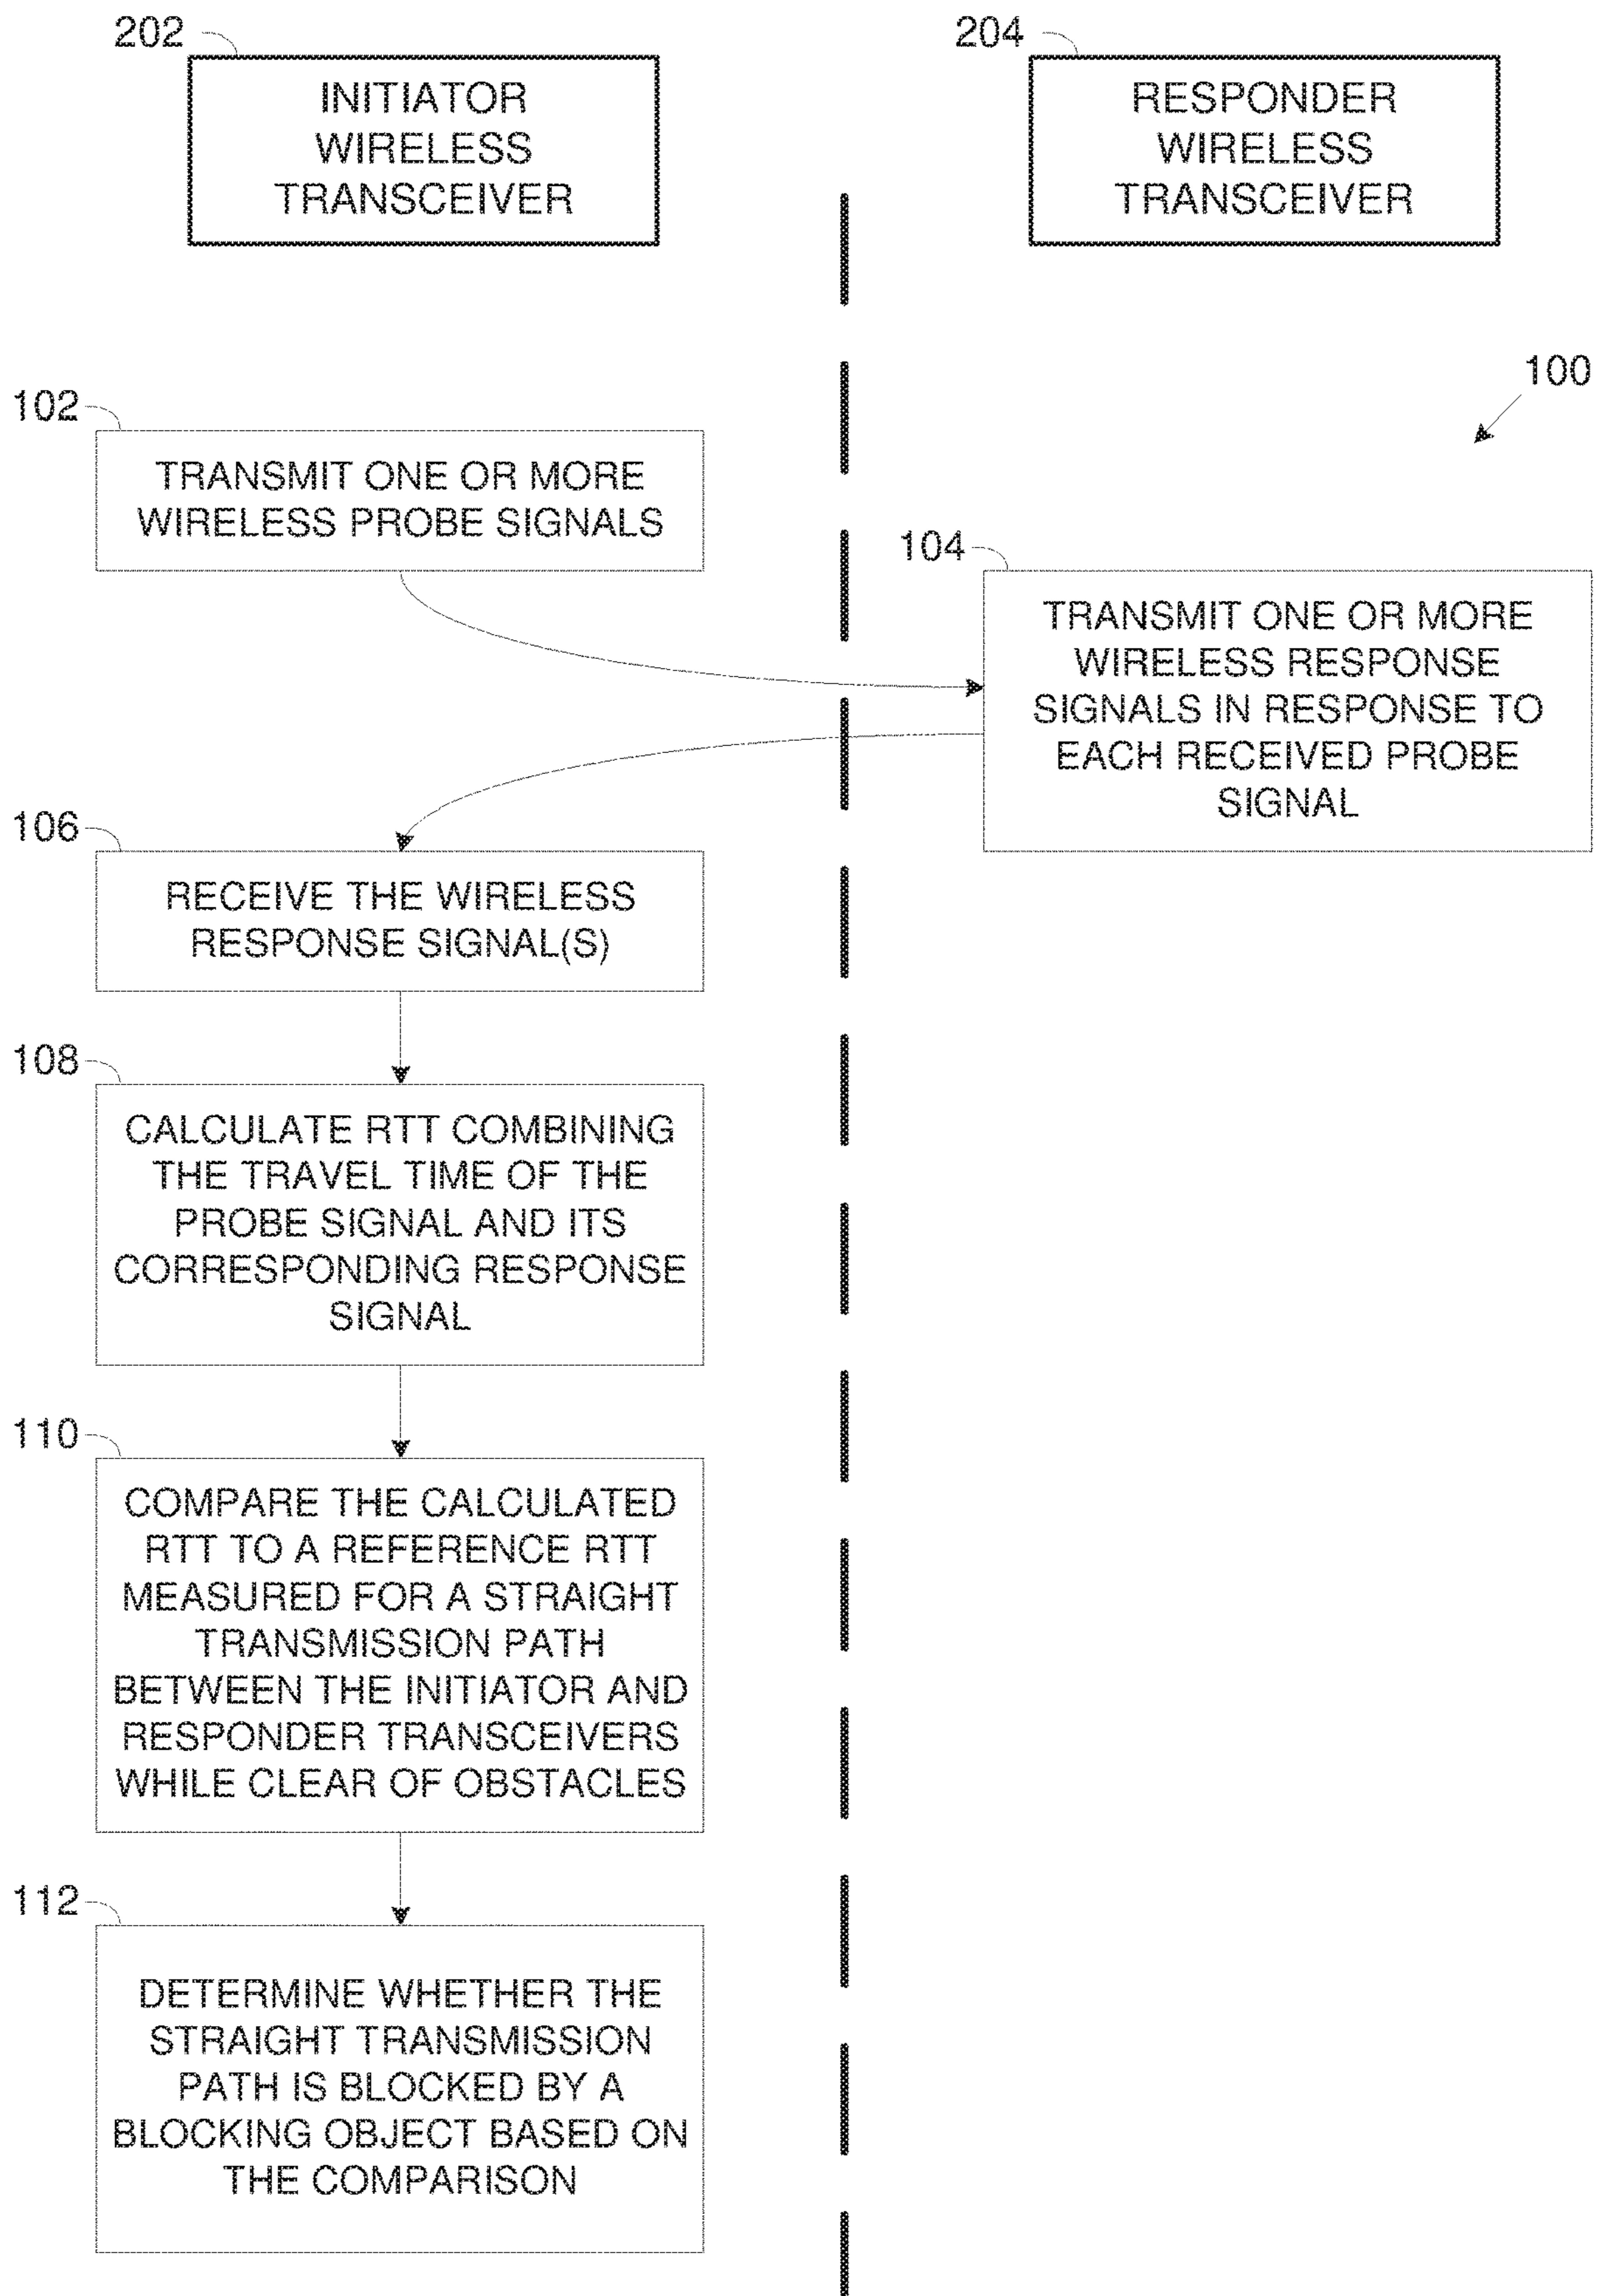 202
INITIATOR
WIRELESS
TRANSCEIVER
204
RESPONDER
WIRELESS
TRANSCEIVER
100
102
TRANSMIT ONE OR MORE
WIRELESS PROBE SIGNALS
104
TRANSMIT ONE OR MORE
WIRELESS RESPONSE
SIGNALS IN RESPONSE TO
EACH RECEIVED PROBE
SIGNAL
106
RECEIVE THE WIRELESS
RESPONSE SIGNAL(S)
108
CALCULATE RTT COMBINING
THE TRAVEL TIME OF THE
PROBE SIGNAL AND ITS
CORRESPONDING RESPONSE
SIGNAL
110
COMPARE THE CALCULATED
RTT TO A REFERENCE RTT
MEASURED FOR A STRAIGHT
TRANSMISSION PATH
BETWEEN THE INITIATOR AND
RESPONDER TRANSCEIVERS
WHILE CLEAR OF OBSTACLES
112
DETERMINE WHETHER THE
STRAIGHT TRANSMISSION
PATH IS BLOCKED BY A
BLOCKING OBJECT BASED ON
THE COMPARISON